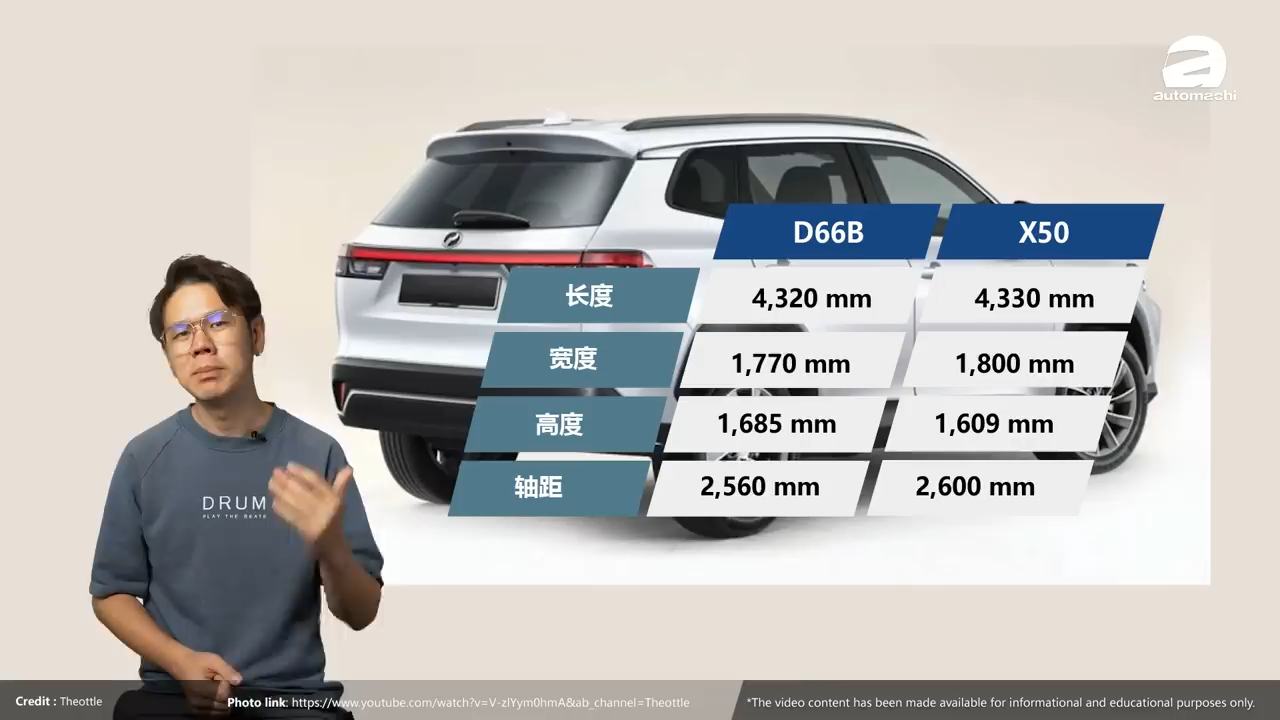 automachi
D66B X50
长度 4,320 mm 4,330 mm
宽度 1,770 mm 1,800 mm
高度 1,685 mm 1,609 mm
轴距 2,560 mm 2,600 mm
DRUM
PLAY THE BEATS
Credit : Theottle
Photo link: https://www.youtube.com/watch?v=V-zlYym0hmA&ab_channel=Theottle
*The video content has been made available for informational and educational purposes only.